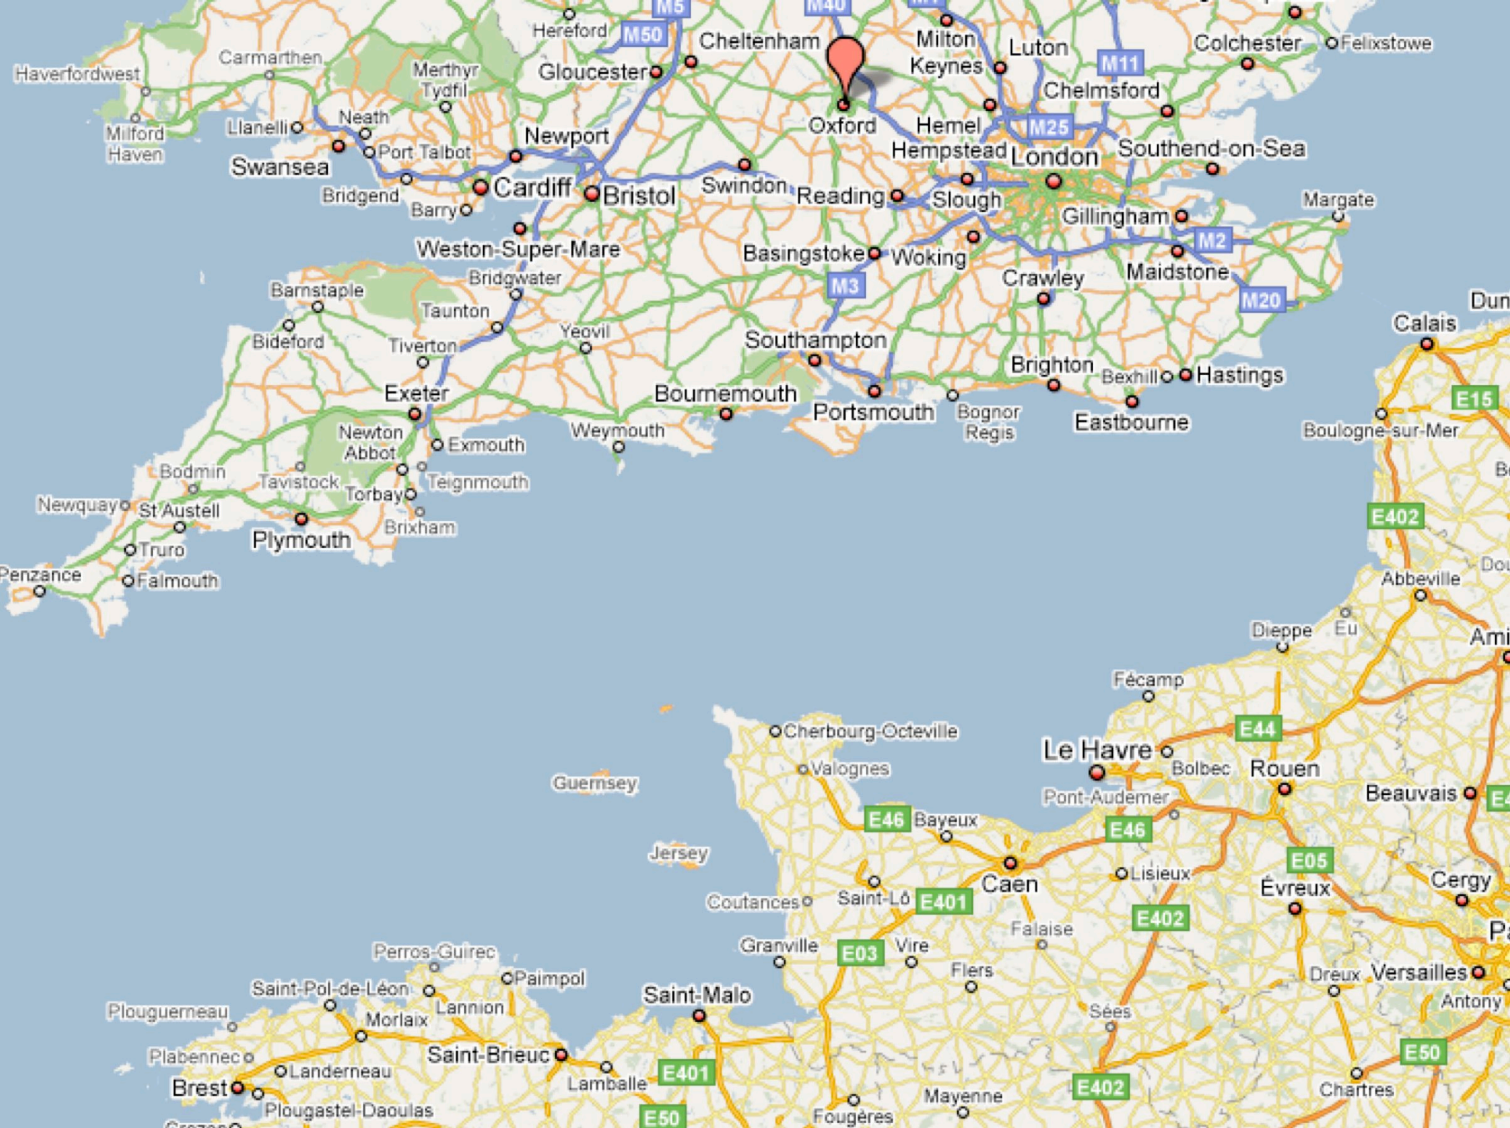 M5
M40
Hereford
M50
Cheltenham
Milton
Keynes
Luton
Colchester
Felixstowe
Haverfordwest
Carmarthen
Merthyr
Tydfil
Gloucester
M11
Chelmsford
Milford
Haven
Llanelli
Neath
Port Talbot
Newport
Oxford
Hemel
Hempstead
M25
London
Southend-on-Sea
Swansea
Bridgend
Cardiff
Bristol
Swindon
Reading
Slough
Margate
Barry
Gillingham
Weston-Super-Mare
Basingstoke
Woking
M2
Bridgwater
Crawley
Maidstone
Barnstaple
M3
M20
Taunton
Dun
Bideford
Tiverton
Yeovil
Southampton
Calais
Exeter
Bournemouth
Brighton
Bexhill
Hastings
Portsmouth
Bognor
Regis
Eastbourne
E15
Newton
Abbot
Exmouth
Weymouth
Boulogne-sur-Mer
Bodmin
Tavistock
Torbay
Teignmouth
Newquay
St Austell
Plymouth
Brixham
E402
Truro
Penzance
Falmouth
Dou
Abbeville
Dieppe
Eu
Ami
Fécamp
Cherbourg-Octeville
E44
Le Havre
Valognes
Bolbec
Rouen
Guernsey
Pont-Audemer
Beauvais
E4
E46
Bayeux
E46
Jersey
Caen
Lisieux
E05
Évreux
Cergy
Coutances
Saint-Lô
E401
E402
Falaise
Pa
Perros-Guirec
Granville
E03
Vire
Flers
Dreux
Versailles
Paimpol
Saint-Pol-de-Léon
Lannion
Saint-Malo
Antony
Plouguerneau
Morlaix
Sées
Plabennec
Saint-Brieuc
E50
Landerneau
Brest
Lamballe
E401
E402
Chartres
Plougastel-Daoulas
E50
Fougères
Mayenne